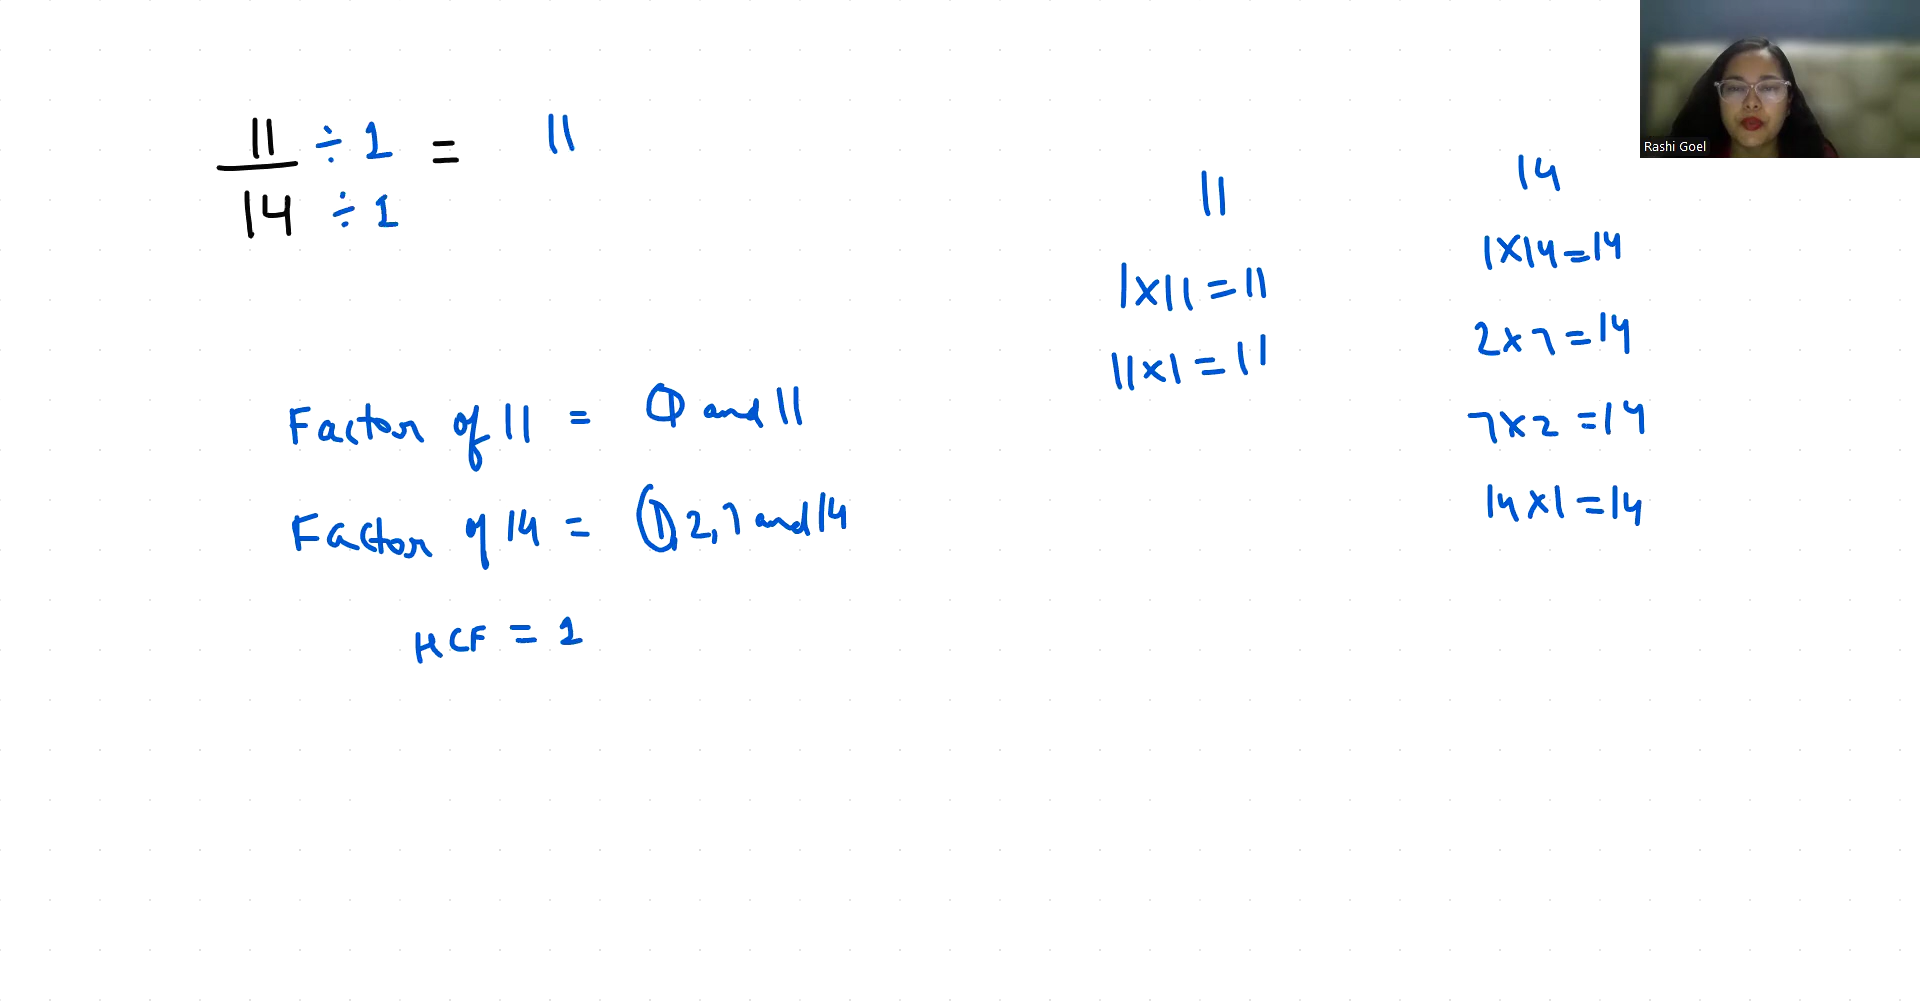 11 ÷ 1 = 11
14 ÷ 1
Factor of 11 = 1 and 11
Factor of 14 = 1, 2, 7 and 14
HCF = 1
11
1×11=11
11×1=11
14
1×14=14
2×7=14
7×2=14
14×1=14
Rashi Goel